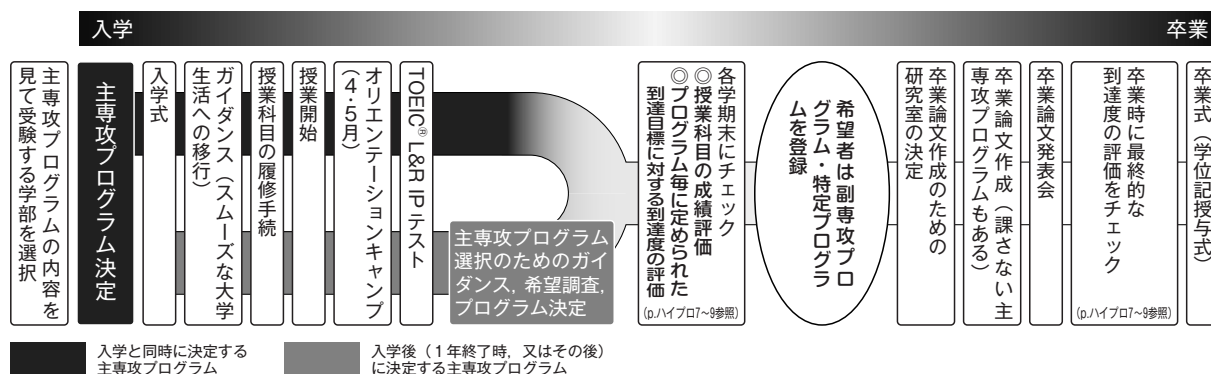 入学
卒業
主専攻プログラムの内容を
見て受験する学部を選択
主専攻プログラム決定
入学式
ガイダンス（スムーズな大学
生活への移行）
授業科目の履修手続
授業開始
オリエンテーションキャンプ
（4・5月）
TOEIC® L&R IP テスト
主専攻プログラム
選択のためのガイ
ダンス，希望調査，
プログラム決定
各学期末にチェック
◎授業科目の成績評価
◎プログラム毎に定められた
到達目標に対する到達度の評価
(p.ハイプロ7～9参照)
希望者は副専攻プロ
グラム・特定プログラ
ムを登録
卒業論文作成のための
研究室の決定
卒業論文作成（課さない主
専攻プログラムもある）
卒業論文発表会
卒業時に最終的な
到達度の評価をチェック
(p.ハイプロ7～9参照)
卒業式（学位記授与式）
入学と同時に決定する
主専攻プログラム
入学後（1年終了時，又はその後）
に決定する主専攻プログラム